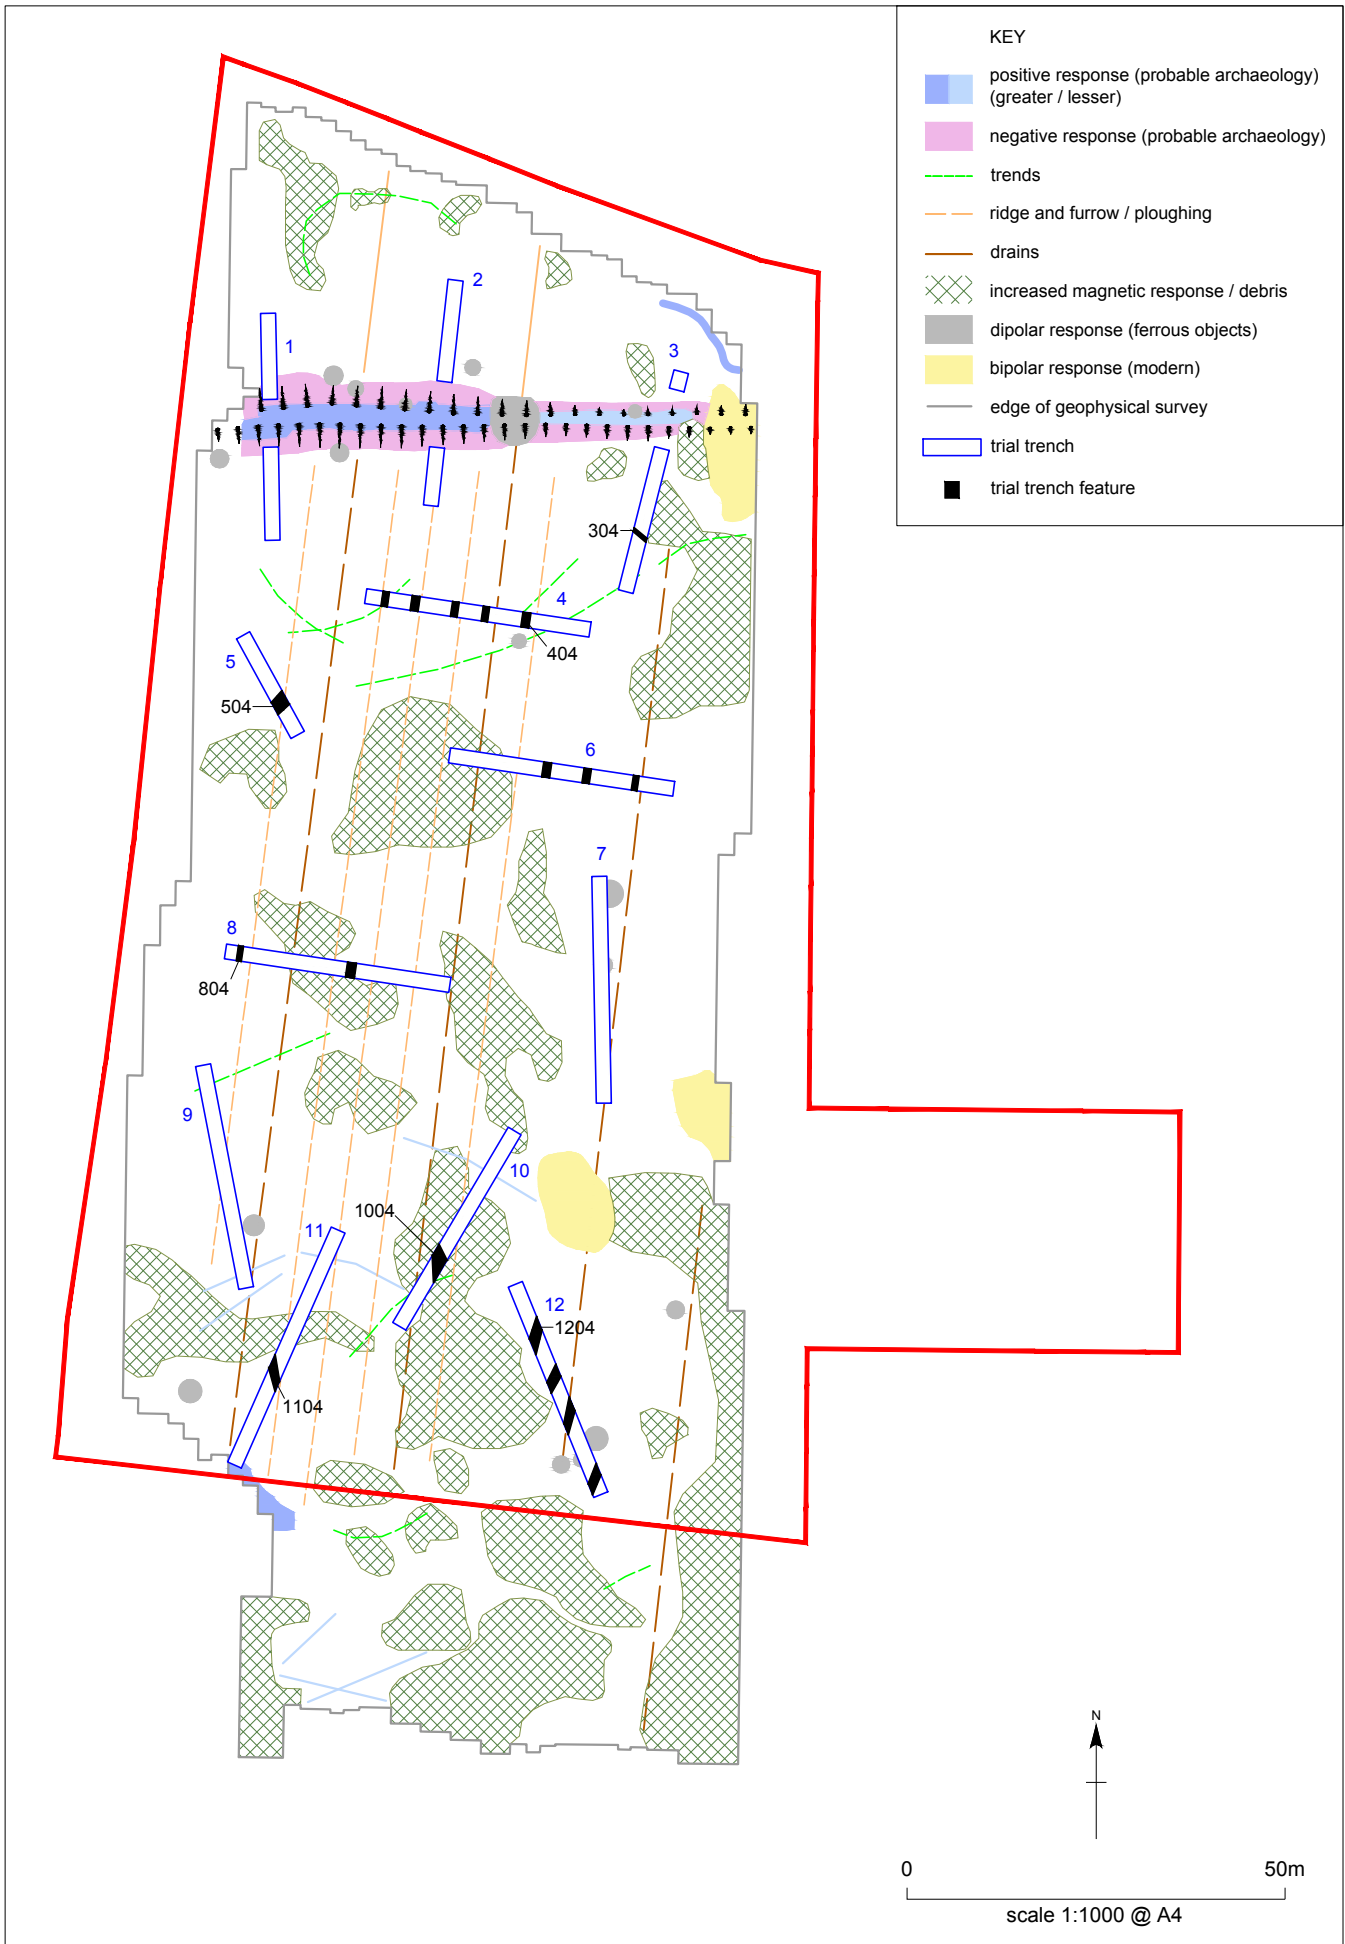 KEY
positive response (probable archaeology)
(greater / lesser)
negative response (probable archaeology)
trends
ridge and furrow / ploughing
drains
increased magnetic response / debris
dipolar response (ferrous objects)
bipolar response (modern)
edge of geophysical survey
trial trench
trial trench feature
2
1
3
304
4
404
5
504
6
7
8
804
9
10
1004
11
12
1204
1104
N
0 50m
scale 1:1000 @ A4